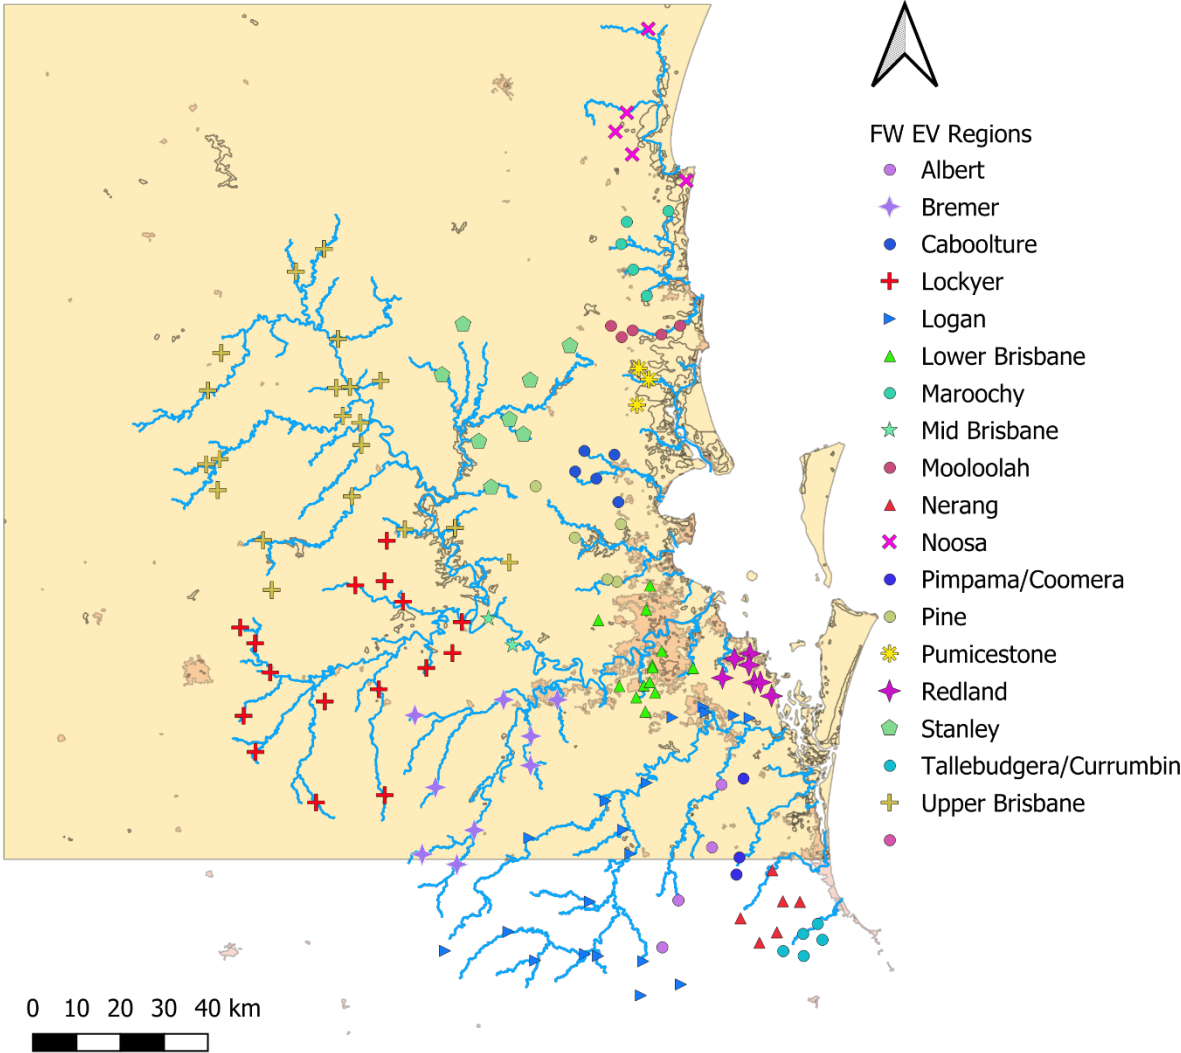 FW EV Regions
Albert
Bremer
Caboolture
Lockyer
Logan
Lower Brisbane
Maroochy
Mid Brisbane
Mooloolah
Nerang
Noosa
Pimpama/Coomera
Pine
Pumicestone
Redland
Stanley
Tallebudgera/Currumbin
Upper Brisbane
0 10 20 30 40 km